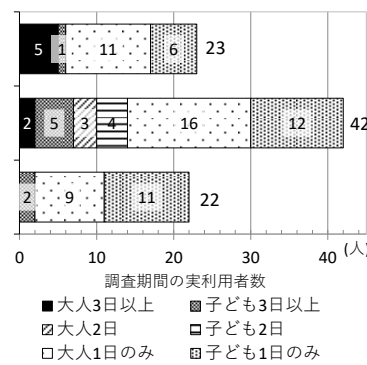 5 1 11 6 23
2 5 3 4 16 12 42
2 9 11 22
0 10 20 30 40 (人)
調査期間の実利用者数
■大人3日以上 子ども3日以上
大人2日 子ども2日
大人1日のみ 子ども1日のみ